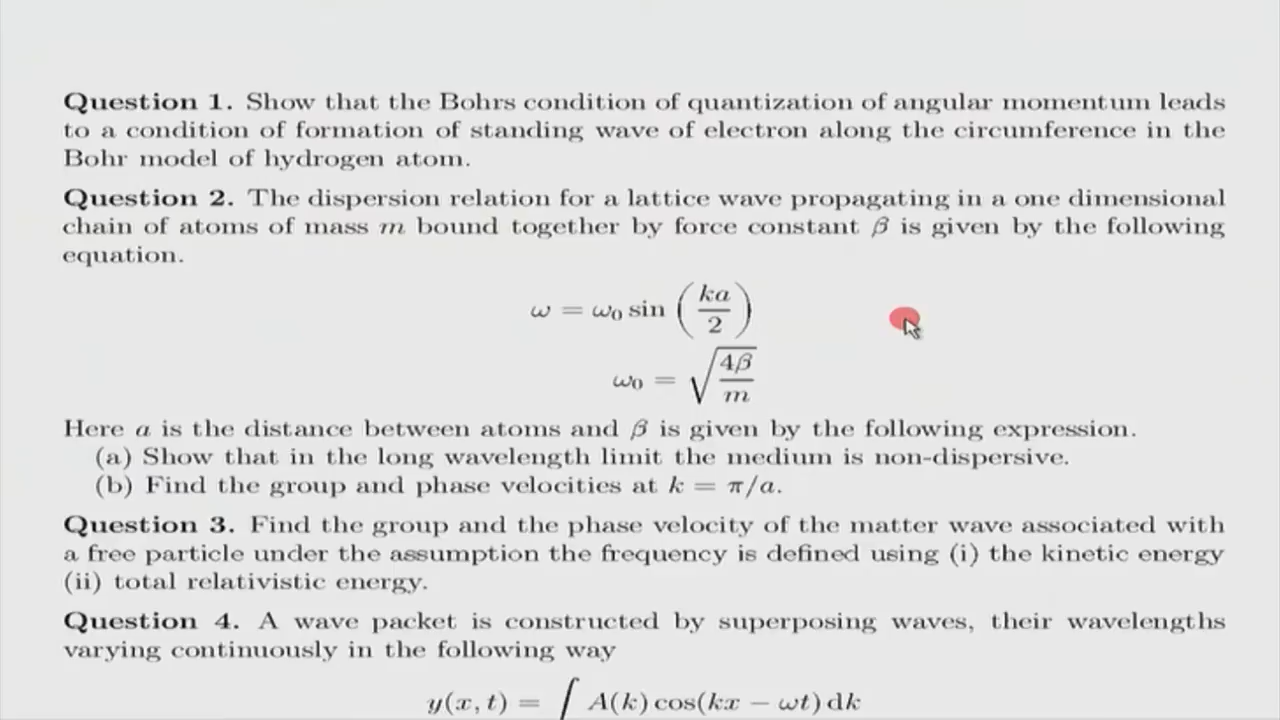 Question 1. Show that the Bohrs condition of quantization of angular momentum leads
to a condition of formation of standing wave of electron along the circumference in the
Bohr model of hydrogen atom.
Question 2. The dispersion relation for a lattice wave propagating in a one dimensional
chain of atoms of mass m bound together by force constant β is given by the following
equation.
ω = ω₀ sin (ka/2)
ω₀ = √(4β/m)
Here a is the distance between atoms and β is given by the following expression.
(a) Show that in the long wavelength limit the medium is non-dispersive.
(b) Find the group and phase velocities at k = π/a.
Question 3. Find the group and the phase velocity of the matter wave associated with
a free particle under the assumption the frequency is defined using (i) the kinetic energy
(ii) total relativistic energy.
Question 4. A wave packet is constructed by superposing waves, their wavelengths
varying continuously in the following way
y(x, t) = ∫ A(k) cos(kx − ωt) dk